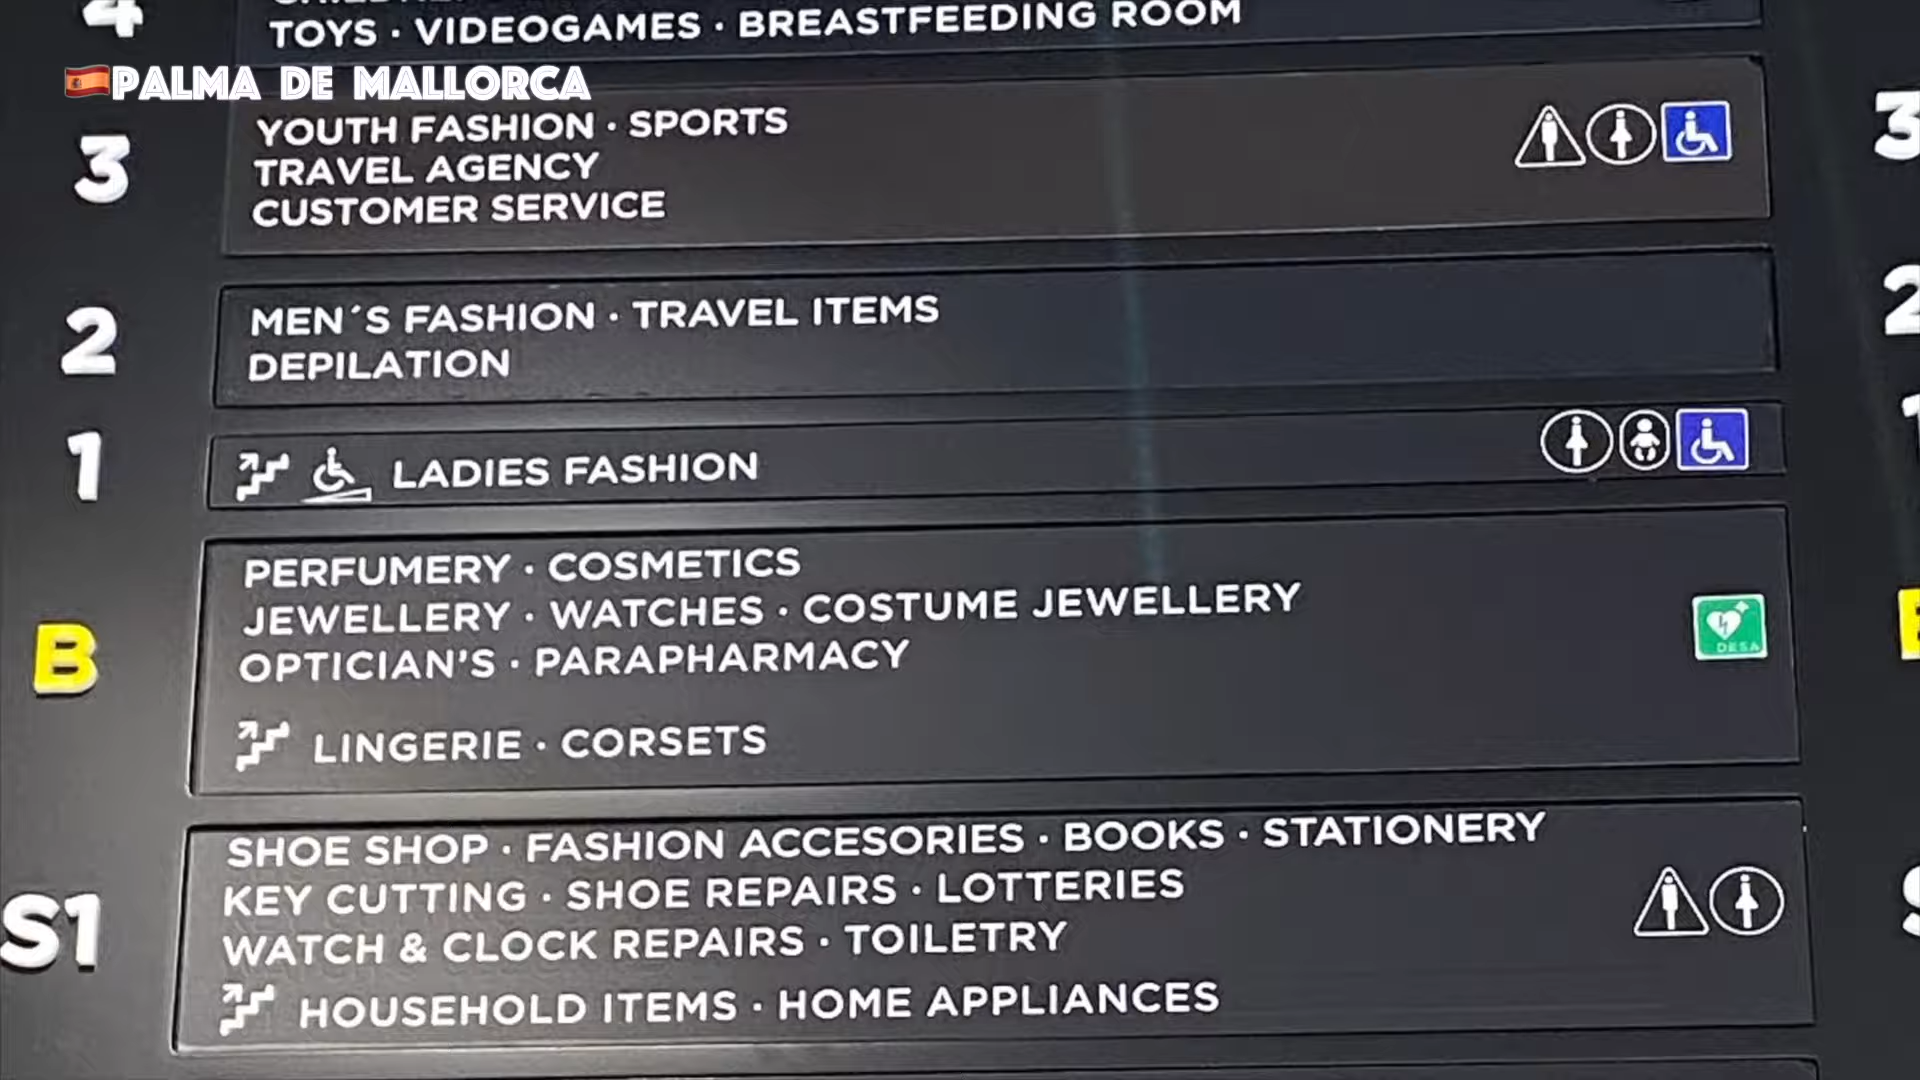 4
TOYS · VIDEOGAMES · BREASTFEEDING ROOM
🇪🇸PALMA DE MALLORCA
3
YOUTH FASHION · SPORTS
TRAVEL AGENCY
CUSTOMER SERVICE
3
2
MEN´S FASHION · TRAVEL ITEMS
DEPILATION
2
1
LADIES FASHION
1
B
PERFUMERY · COSMETICS
JEWELLERY · WATCHES · COSTUME JEWELLERY
OPTICIAN'S · PARAPHARMACY
DESA
LINGERIE · CORSETS
S1
SHOE SHOP · FASHION ACCESORIES · BOOKS · STATIONERY
KEY CUTTING · SHOE REPAIRS · LOTTERIES
WATCH & CLOCK REPAIRS · TOILETRY
HOUSEHOLD ITEMS · HOME APPLIANCES